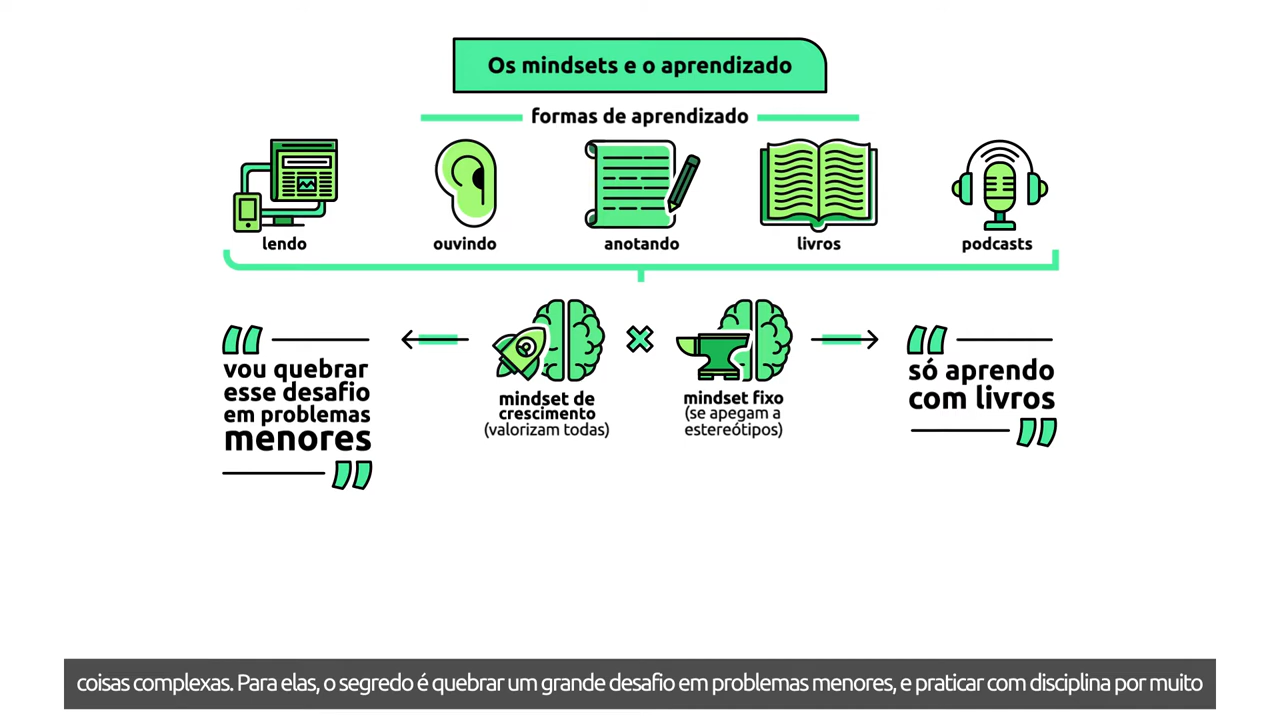 Os mindsets e o aprendizado
formas de aprendizado
lendo
ouvindo
anotando
livros
podcasts
vou quebrar
esse desafio
em problemas
menores
mindset de
crescimento
(valorizam todas)
mindset fixo
(se apegam a
estereótipos)
só aprendo
com livros
coisas complexas. Para elas, o segredo é quebrar um grande desafio em problemas menores, e praticar com disciplina por muito